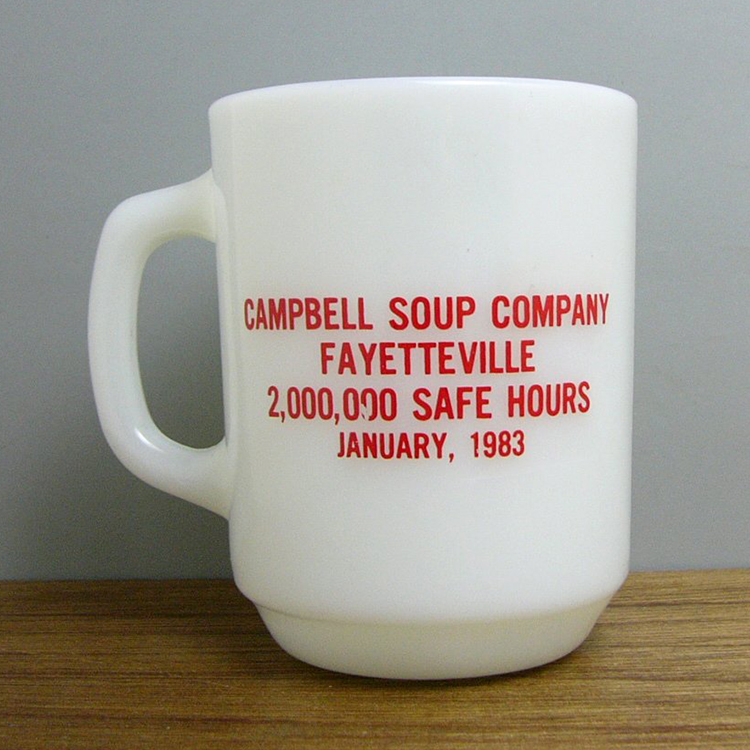 CAMPBELL SOUP COMPANY
FAYETTEVILLE
2,000,000 SAFE HOURS
JANUARY, 1983